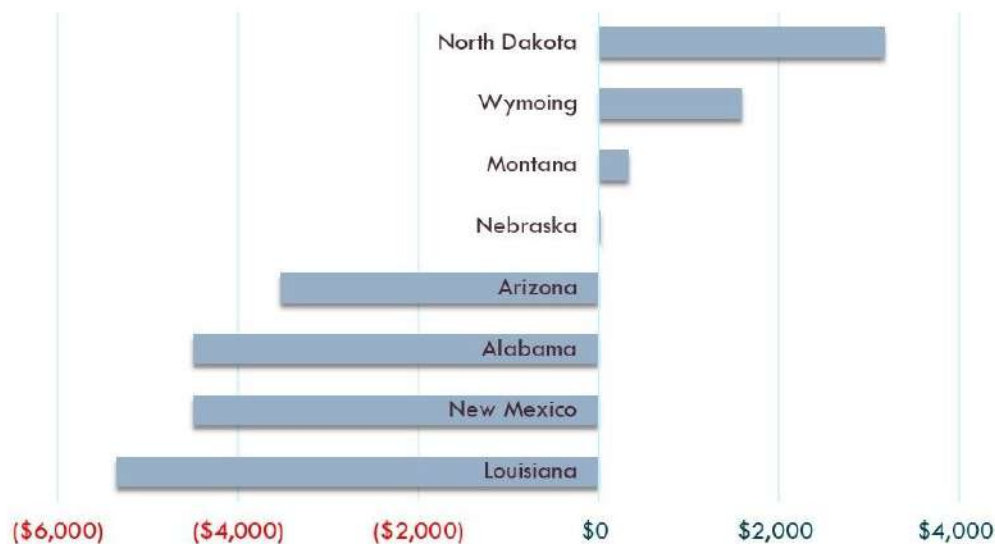 North Dakota
Wymoing
Montana
Nebraska
Arizona
Alabama
New Mexico
Louisiana
($6,000) ($4,000) ($2,000) $0 $2,000 $4,000